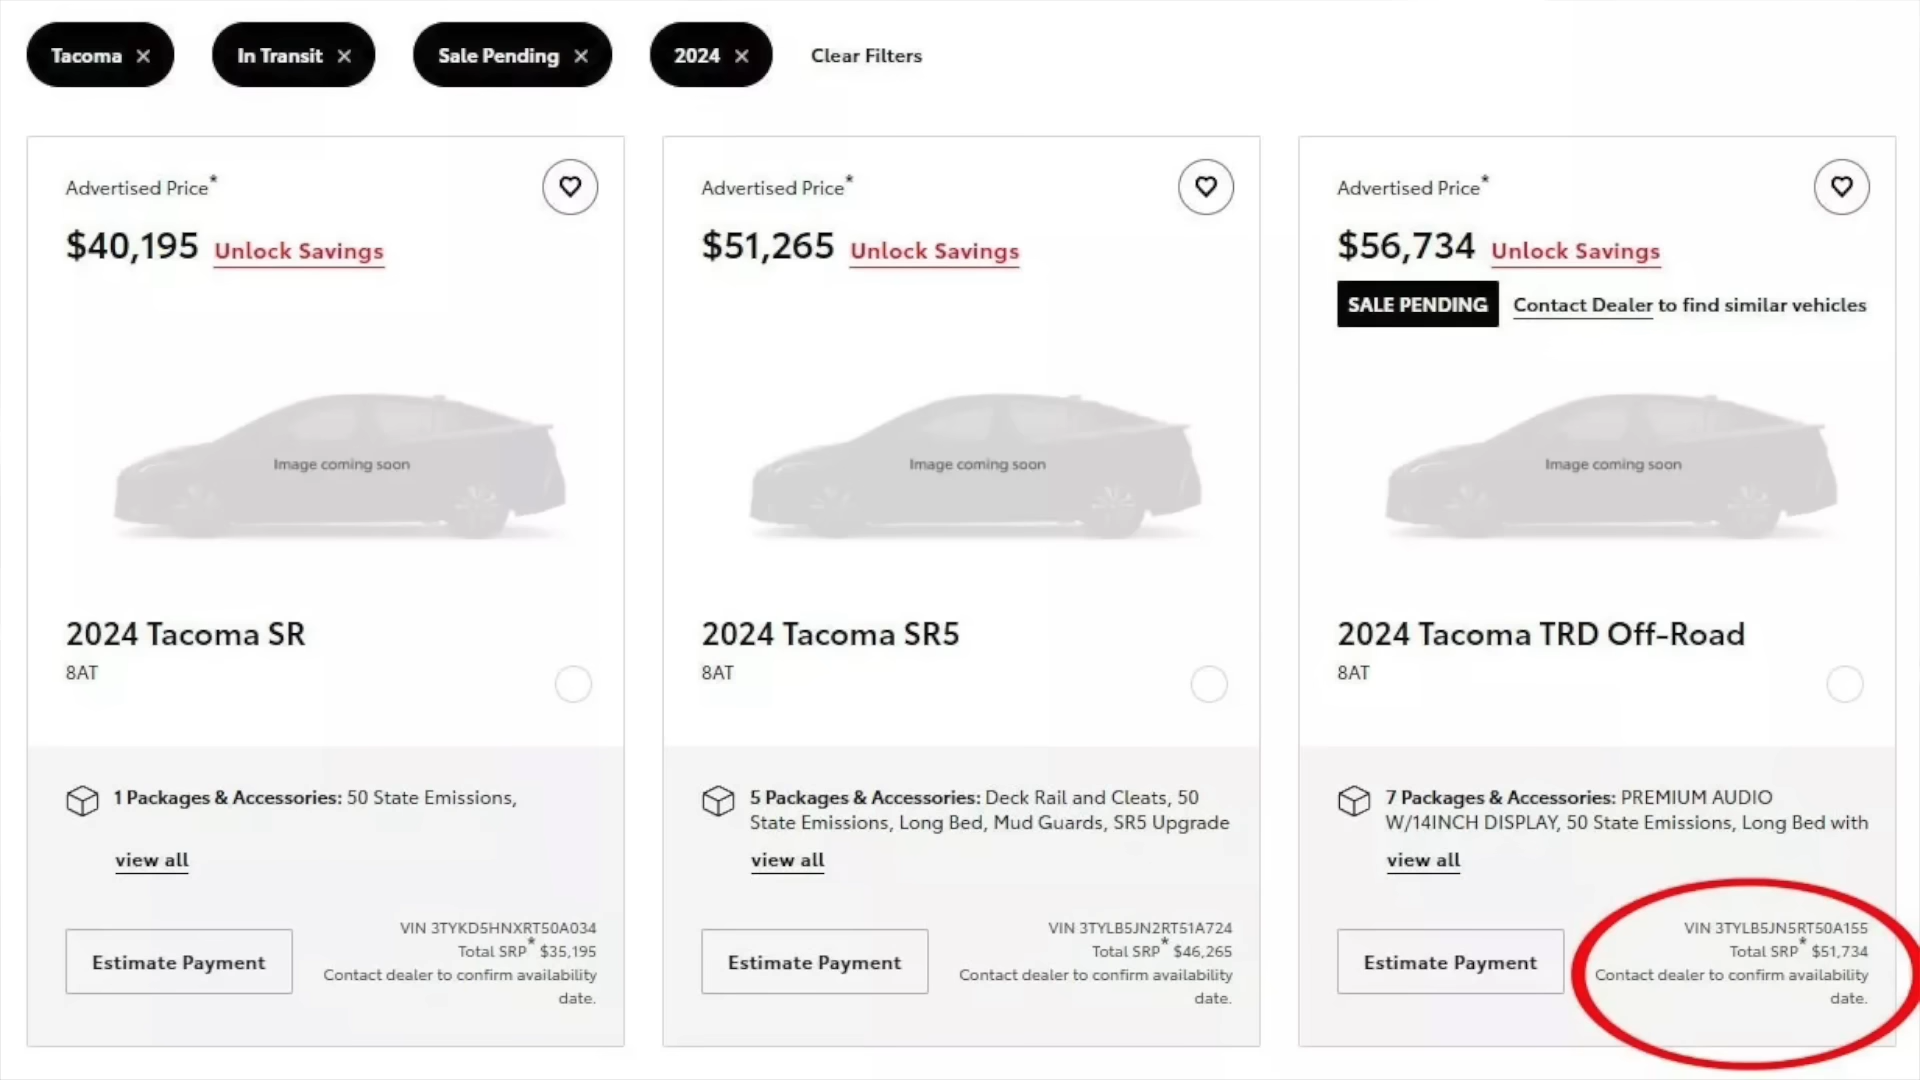 Tacoma ×
In Transit ×
Sale Pending ×
2024 ×
Clear Filters
Advertised Price*
$40,195 Unlock Savings
Image coming soon
2024 Tacoma SR
8AT
1 Packages & Accessories: 50 State Emissions,
view all
Estimate Payment
VIN 3TYKD5HNXRT50A034
Total SRP* $35,195
Contact dealer to confirm availability
date.
Advertised Price*
$51,265 Unlock Savings
Image coming soon
2024 Tacoma SR5
8AT
5 Packages & Accessories: Deck Rail and Cleats, 50
State Emissions, Long Bed, Mud Guards, SR5 Upgrade
view all
Estimate Payment
VIN 3TYLB5JN2RT51A724
Total SRP* $46,265
Contact dealer to confirm availability
date.
Advertised Price*
$56,734 Unlock Savings
SALE PENDING Contact Dealer to find similar vehicles
Image coming soon
2024 Tacoma TRD Off-Road
8AT
7 Packages & Accessories: PREMIUM AUDIO
W/14INCH DISPLAY, 50 State Emissions, Long Bed with
view all
Estimate Payment
VIN 3TYLB5JN5RT50A155
Total SRP* $51,734
Contact dealer to confirm availability
date.